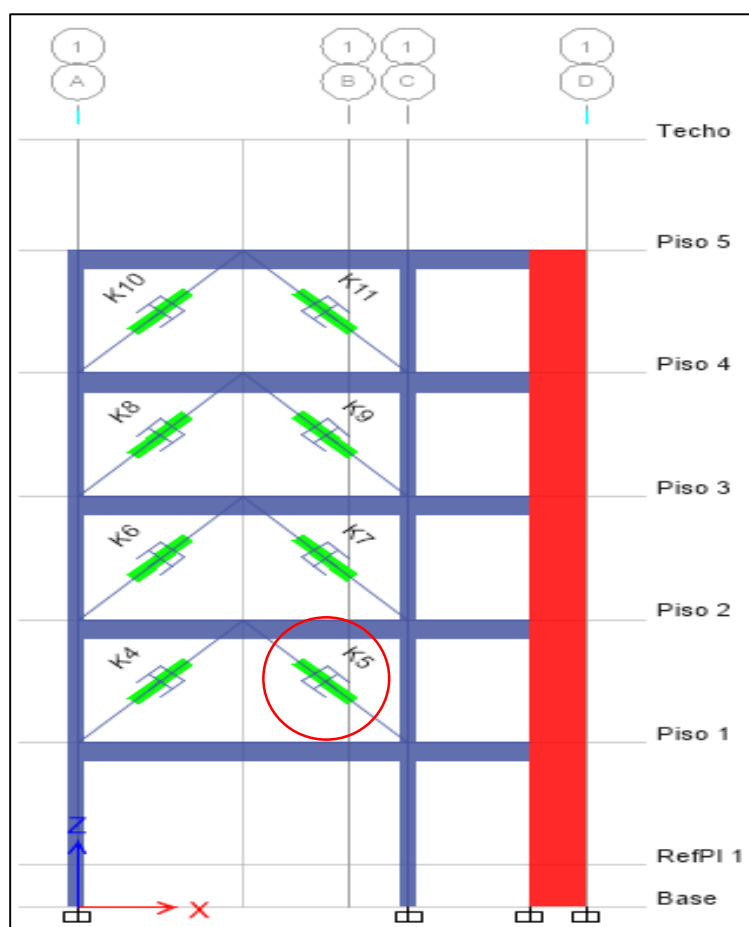 1 1 1 1
A B C D
Techo
Piso 5
K10 K11
Piso 4
K8 K9
Piso 3
K6 K7
Piso 2
K4 K5
Piso 1
Z
RefPl 1
X
Base